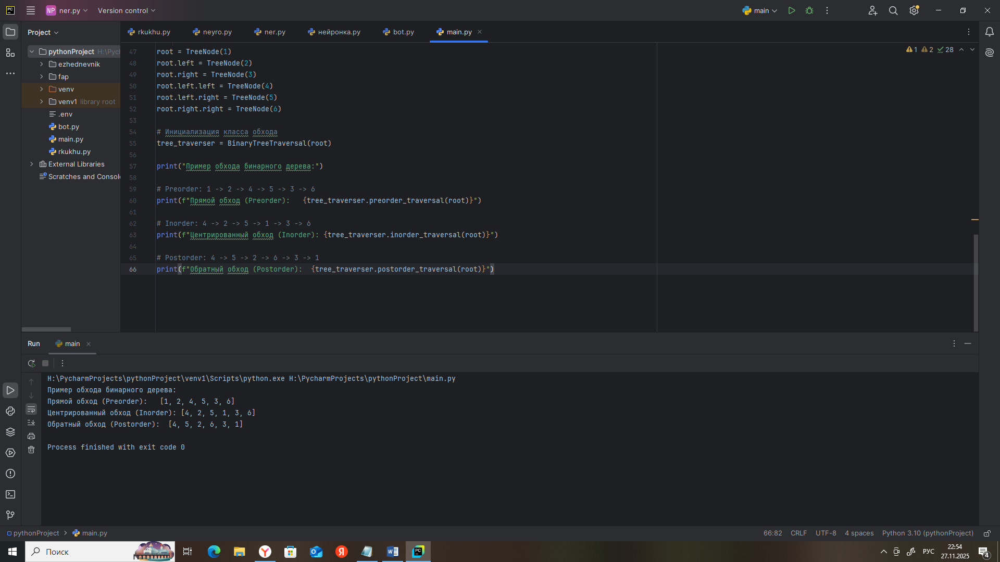 PC
NP ner.py Version control main
Project
rkukhu.py neyro.py ner.py нейронка.py bot.py main.py
pythonProject H:\Pych
ezhednevnik
fap
venv
venv1 library root
.env
bot.py
main.py
rkukhu.py
External Libraries
Scratches and Console
1 2 28
47 root = TreeNode(1)
48 root.left = TreeNode(2)
49 root.right = TreeNode(3)
50 root.left.left = TreeNode(4)
51 root.left.right = TreeNode(5)
52 root.right.right = TreeNode(6)
53
54 # Инициализация класса обхода
55 tree_traverser = BinaryTreeTraversal(root)
56
57 print("Пример обхода бинарного дерева:")
58
59 # Preorder: 1 -> 2 -> 4 -> 5 -> 3 -> 6
60 print(f"Прямой обход (Preorder):   {tree_traverser.preorder_traversal(root)}")
61
62 # Inorder: 4 -> 2 -> 5 -> 1 -> 3 -> 6
63 print(f"Центрированный обход (Inorder): {tree_traverser.inorder_traversal(root)}")
64
65 # Postorder: 4 -> 5 -> 2 -> 6 -> 3 -> 1
66 print(f"Обратный обход (Postorder):  {tree_traverser.postorder_traversal(root)}")
Run main
H:\PycharmProjects\pythonProject\venv1\Scripts\python.exe H:\PycharmProjects\pythonProject\main.py
Пример обхода бинарного дерева:
Прямой обход (Preorder):   [1, 2, 4, 5, 3, 6]
Центрированный обход (Inorder): [4, 2, 5, 1, 3, 6]
Обратный обход (Postorder):  [4, 5, 2, 6, 3, 1]
Process finished with exit code 0
pythonProject > main.py
66:82 CRLF UTF-8 4 spaces Python 3.10 (pythonProject)
Поиск
РУС
22:54
27.11.2025
4